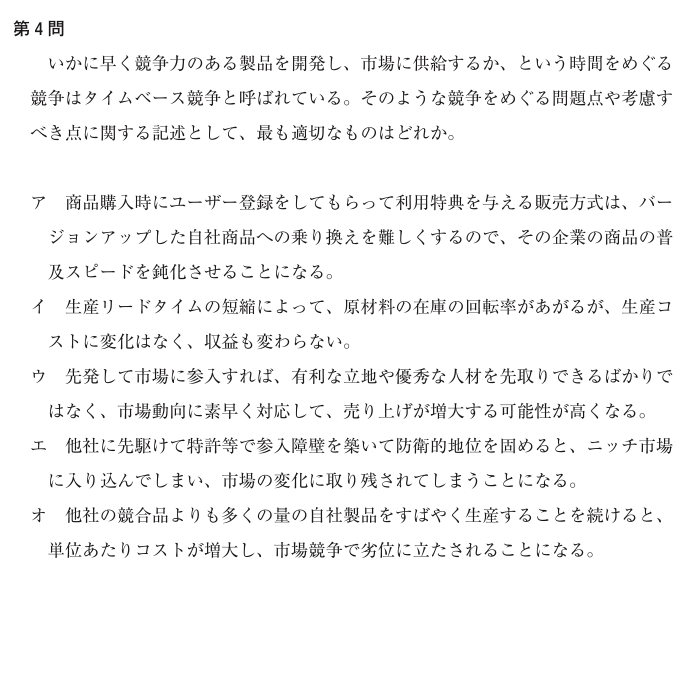 第4問
いかに早く競争力のある製品を開発し、市場に供給するか、という時間をめぐる
競争はタイムベース競争と呼ばれている。そのような競争をめぐる問題点や考慮す
べき点に関する記述として、最も適切なものはどれか。
ア 商品購入時にユーザー登録をしてもらって利用特典を与える販売方式は、バー
ジョンアップした自社商品への乗り換えを難しくするので、その企業の商品の普
及スピードを鈍化させることになる。
イ 生産リードタイムの短縮によって、原材料の在庫の回転率があがるが、生産コ
ストに変化はなく、収益も変わらない。
ウ 先発して市場に参入すれば、有利な立地や優秀な人材を先取りできるばかりで
はなく、市場動向に素早く対応して、売り上げが増大する可能性が高くなる。
エ 他社に先駆けて特許等で参入障壁を築いて防衛的地位を固めると、ニッチ市場
に入り込んでしまい、市場の変化に取り残されてしまうことになる。
オ 他社の競合品よりも多くの量の自社製品をすばやく生産することを続けると、
単位あたりコストが増大し、市場競争で劣位に立たされることになる。